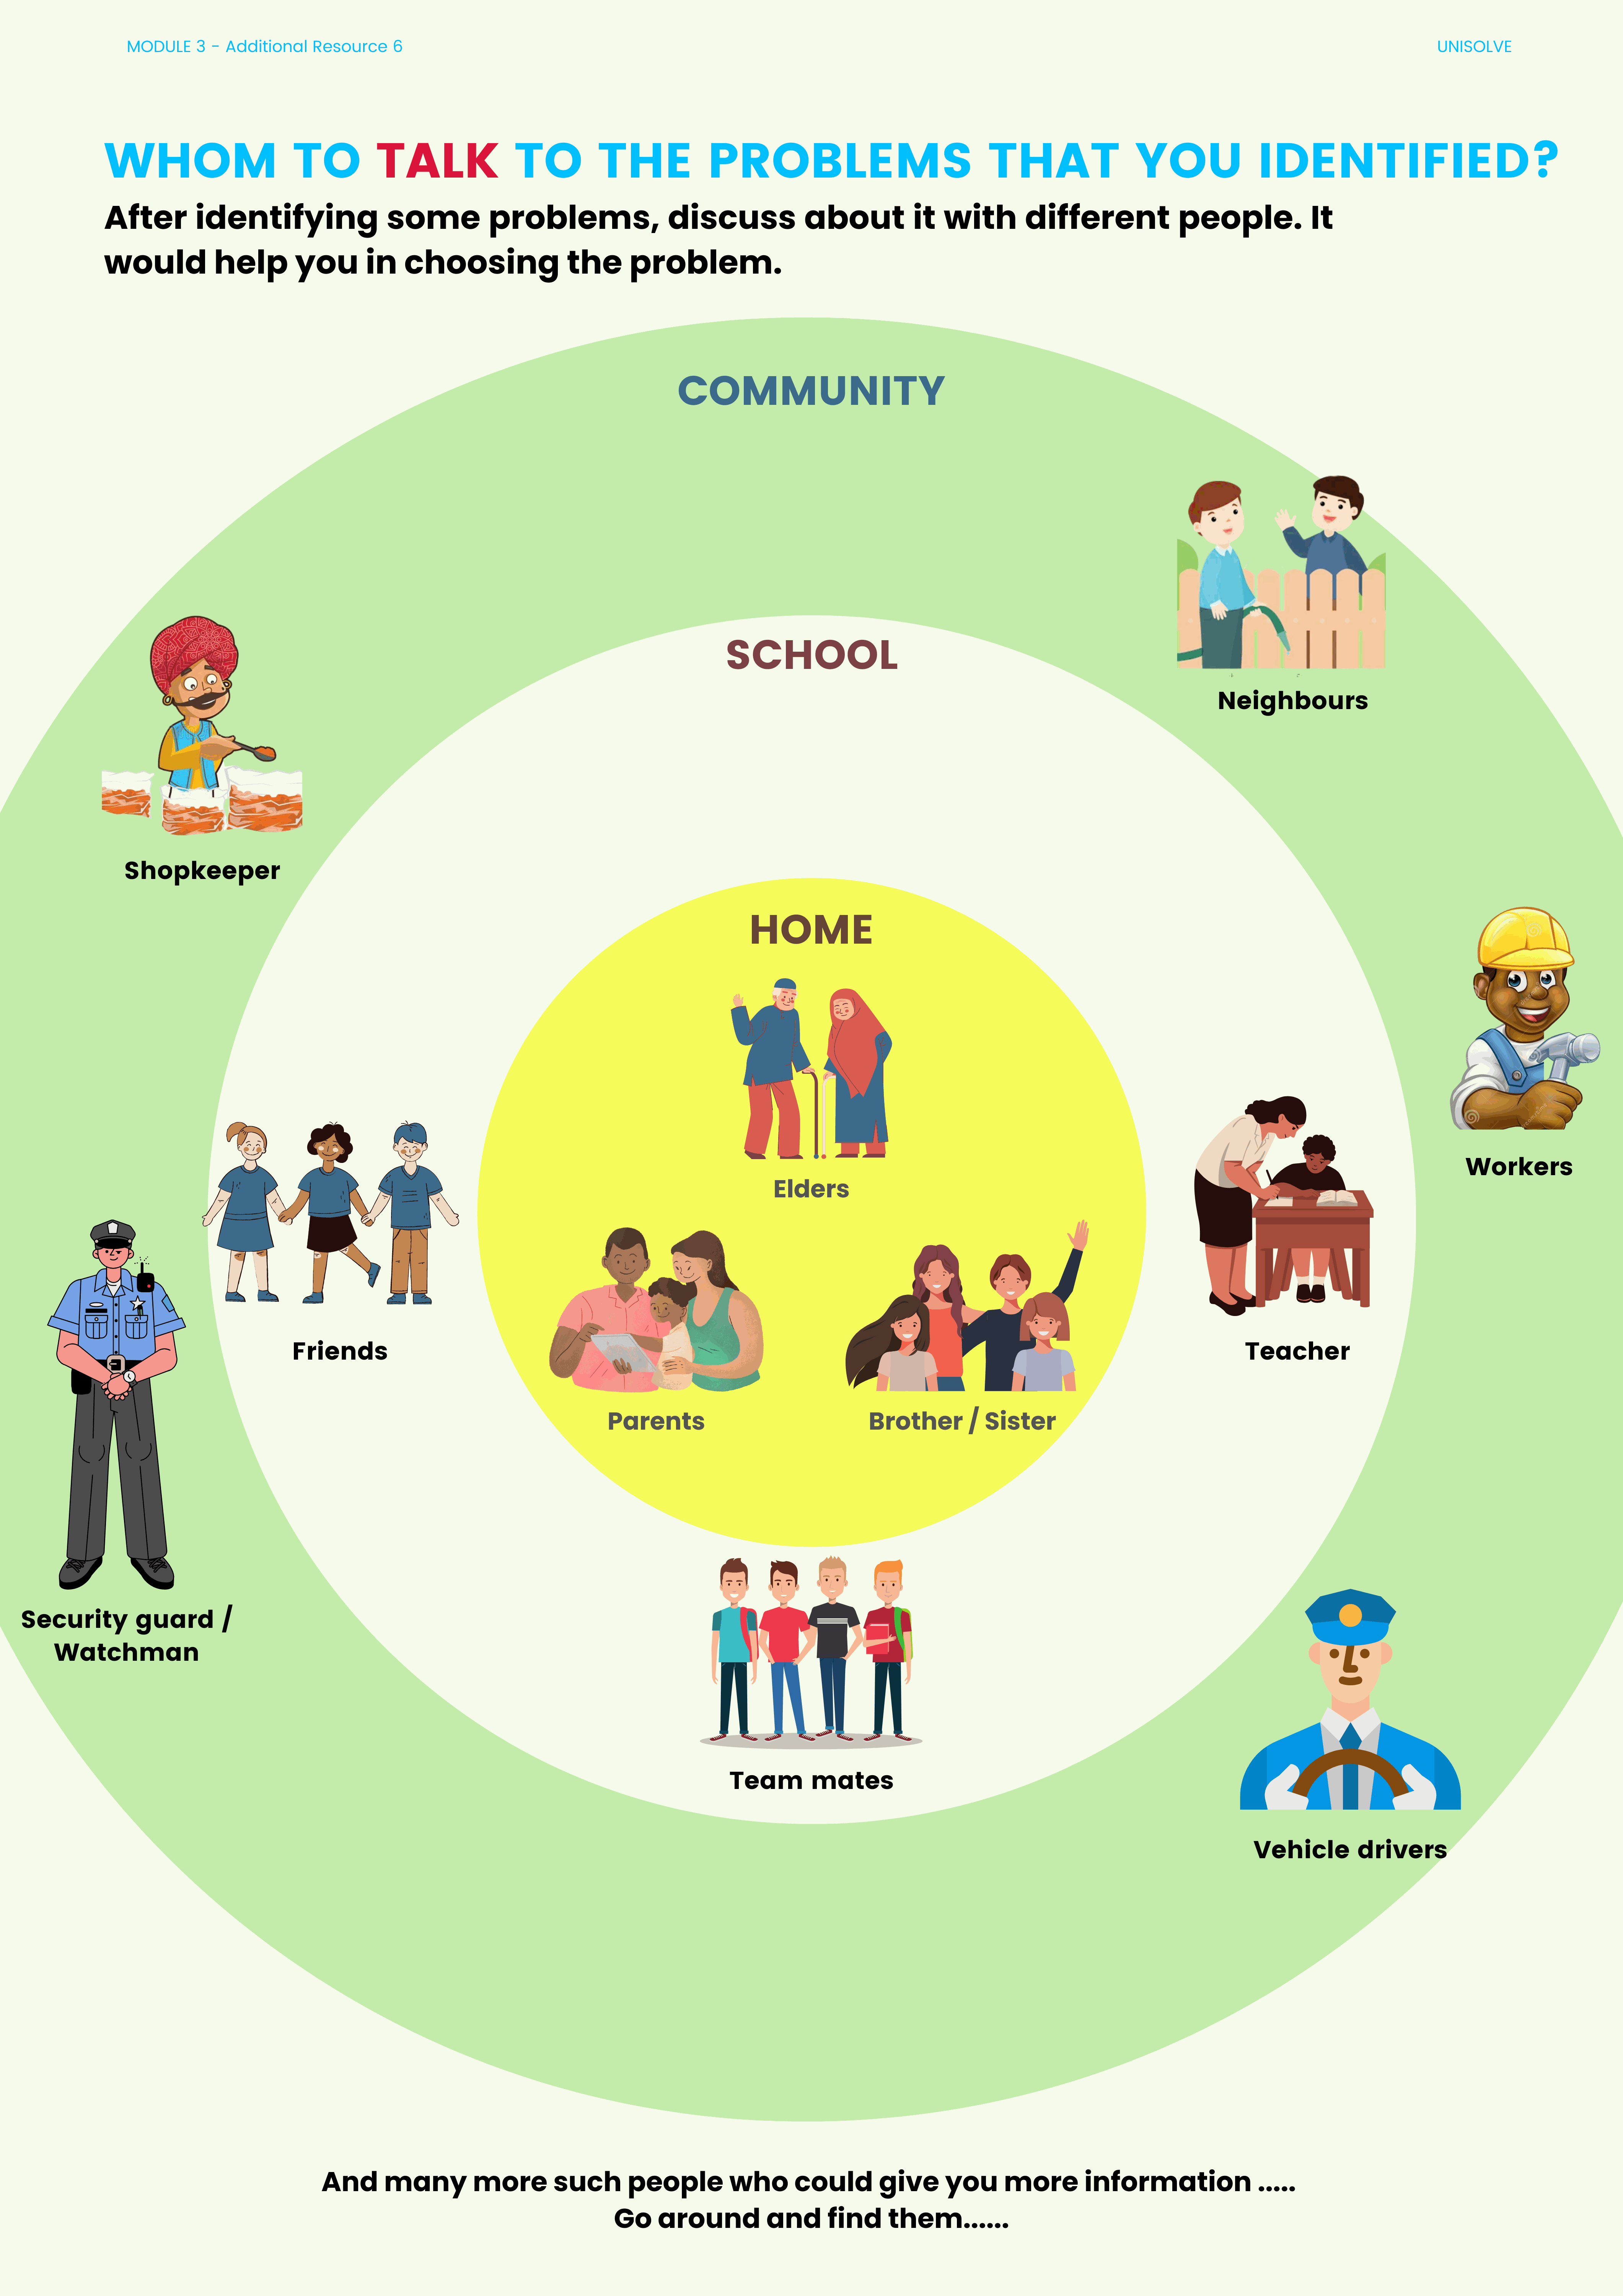 MODULE 3 - Additional Resource 6
UNISOLVE
WHOM TO TALK TO THE PROBLEMS THAT YOU IDENTIFIED?
After identifying some problems, discuss about it with different people. It
would help you in choosing the problem.
COMMUNITY
Neighbours
SCHOOL
Shopkeeper
HOME
Workers
Elders
Friends
Teacher
Parents
Brother / Sister
Security guard /
Watchman
Team mates
Vehicle drivers
And many more such people who could give you more information .....
Go around and find them......